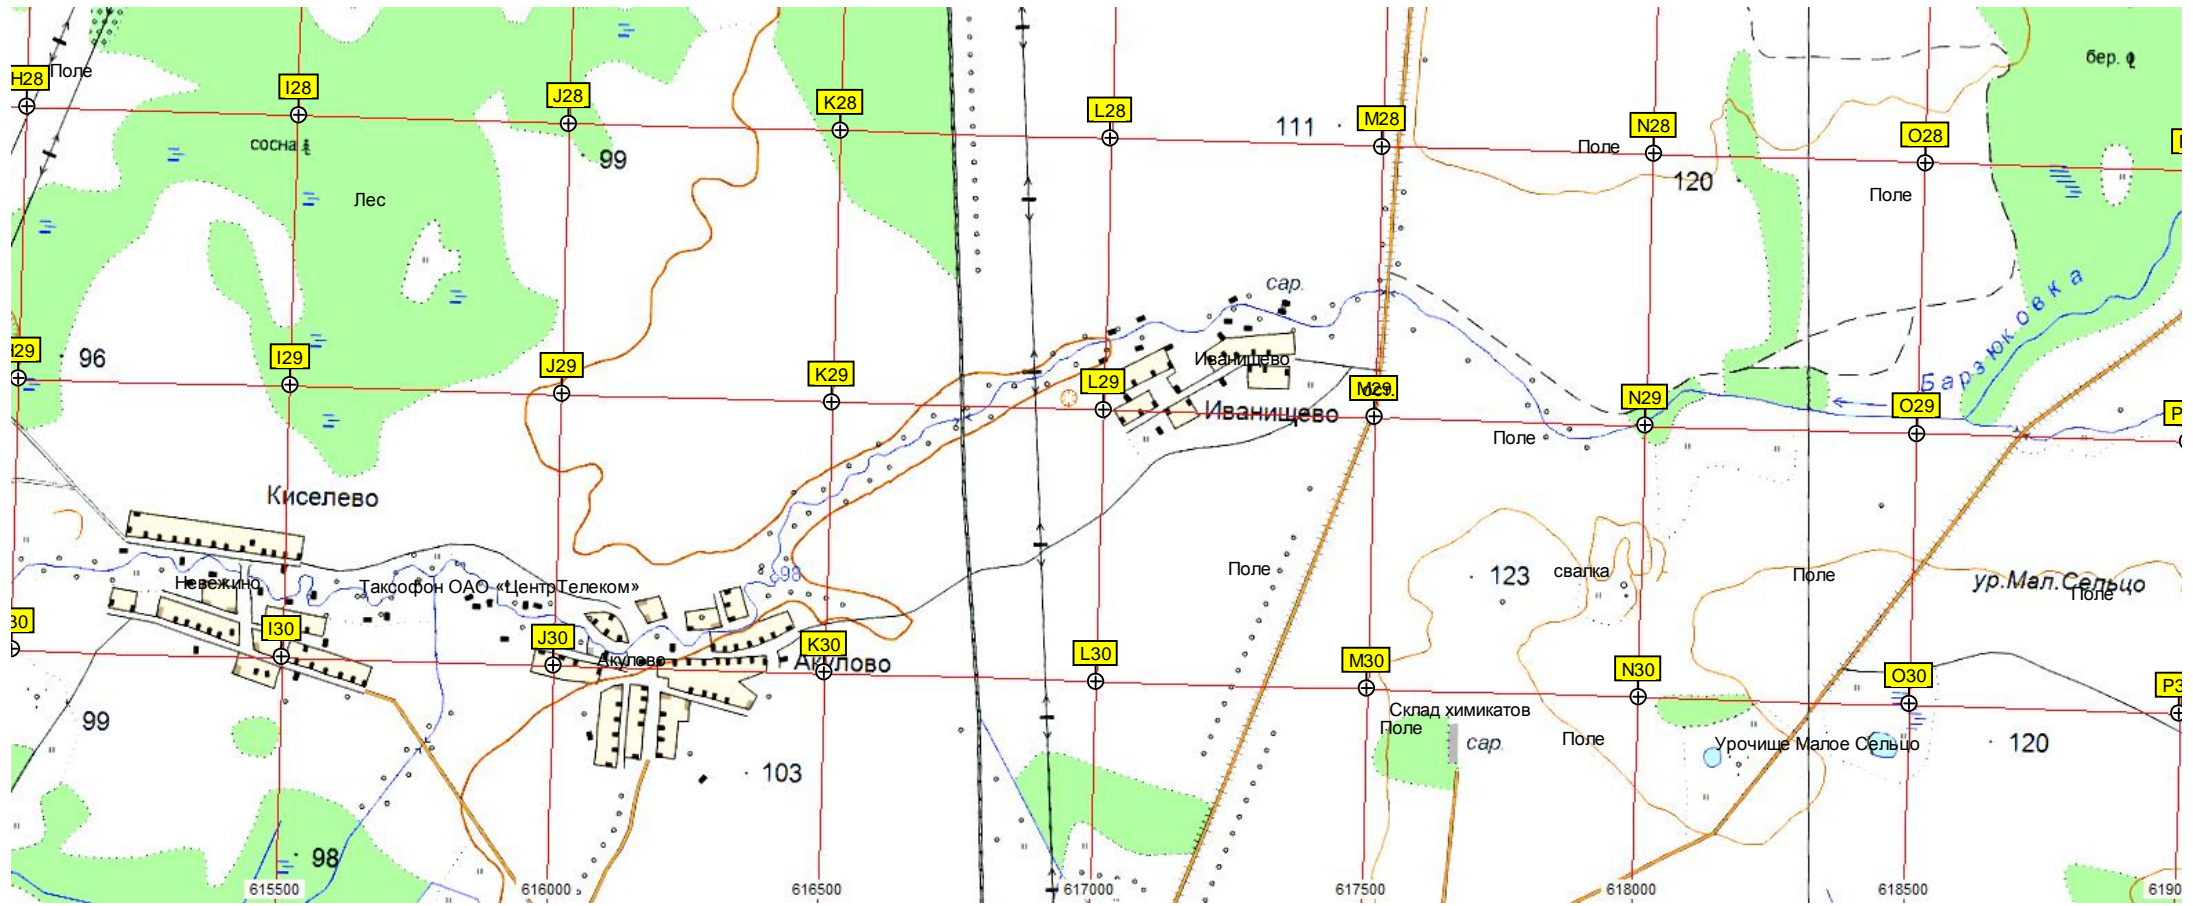 бер.
H28
Поле
I28
J28
K28
L28
M28
N28
O28
111
сосна
99
Поле
120
Поле
Лес
сар.
Барзюковка
96
I29
J29
K29
L29
Иванищево
M29
N29
O29
Иванищево
Поле
Киселево
98
Невежино
Таксофон ОАО «ЦентрТелеком»
Поле
123
свалка
Поле
ур.Мал.Сельцо
Поле
I30
J30
K30
L30
M30
N30
O30
Акулово
Акулово
99
Склад химикатов
Поле
сар.
Поле
Урочище Малое Сельцо
120
103
98
615500
616000
616500
617000
617500
618000
618500